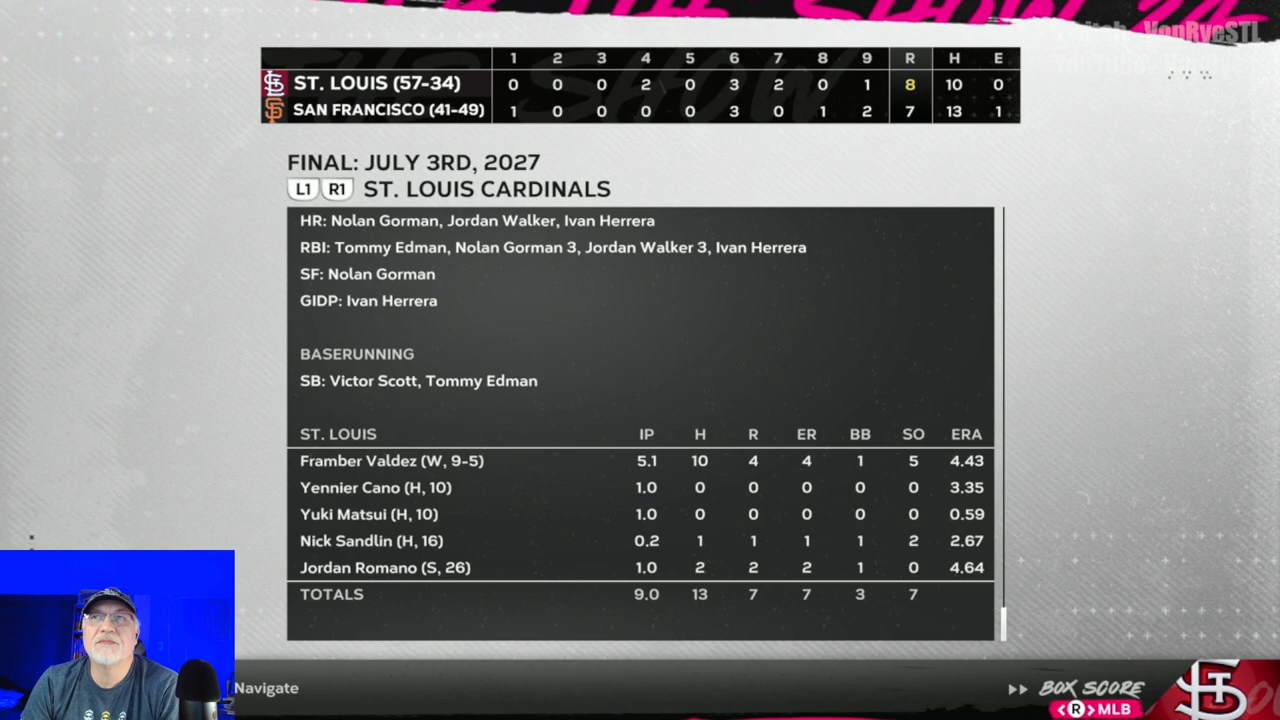 THE SHOW 24
Twitch - VonRyeSTL
1 2 3 4 5 6 7 8 9 R H E
ST. LOUIS (57-34) 0 0 0 2 0 3 2 0 1 8 10 0
SAN FRANCISCO (41-49) 1 0 0 0 0 3 0 1 2 7 13 1
FINAL: JULY 3RD, 2027
L1 R1 ST. LOUIS CARDINALS
HR: Nolan Gorman, Jordan Walker, Ivan Herrera
RBI: Tommy Edman, Nolan Gorman 3, Jordan Walker 3, Ivan Herrera
SF: Nolan Gorman
GIDP: Ivan Herrera
BASERUNNING
SB: Victor Scott, Tommy Edman
ST. LOUIS IP H R ER BB SO ERA
Framber Valdez (W, 9-5) 5.1 10 4 4 1 5 4.43
Yennier Cano (H, 10) 1.0 0 0 0 0 0 3.35
Yuki Matsui (H, 10) 1.0 0 0 0 0 0 0.59
Nick Sandlin (H, 16) 0.2 1 1 1 1 2 2.67
Jordan Romano (S, 26) 1.0 2 2 2 1 0 4.64
TOTALS 9.0 13 7 7 3 7
Navigate
BOX SCORE
R MLB